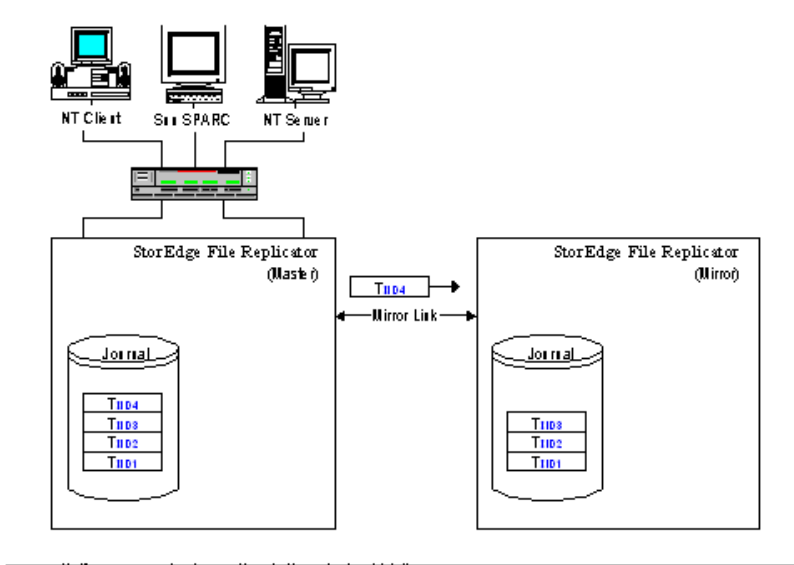 NT Client
Sun SPARC
NT Server
StorEdge File Replicator
(Master)
StorEdge File Replicator
(Mirror)
TIID4
Mirror Link
Journal
TIID4
TIID3
TIID2
TIID1
Journal
TIID3
TIID2
TIID1